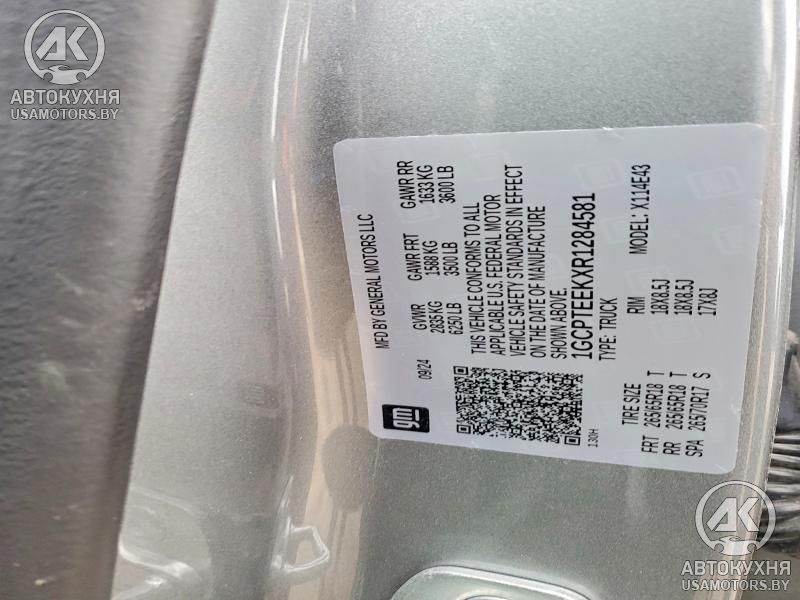 AK
АВТОКУХНЯ
USAMOTORS.BY
gm
MFD BY GENERAL MOTORS LLC
09/24
GVWR GAWR FRT GAWR RR
2835 KG 1588 KG 1633 KG
6250 LB 3500 LB 3600 LB
THIS VEHICLE CONFORMS TO ALL
APPLICABLE U.S. FEDERAL MOTOR
VEHICLE SAFETY STANDARDS IN EFFECT
ON THE DATE OF MANUFACTURE
SHOWN ABOVE.
1GCPTEEKXR1284581
TYPE: TRUCK MODEL: X114E43
130H
TIRE SIZE RIM
FRT 265/65R18 T 18X8.5J
RR 265/65R18 T 18X8.5J
SPA 265/70R17 S 17X8J
AK
АВТОКУХНЯ
USAMOTORS.BY